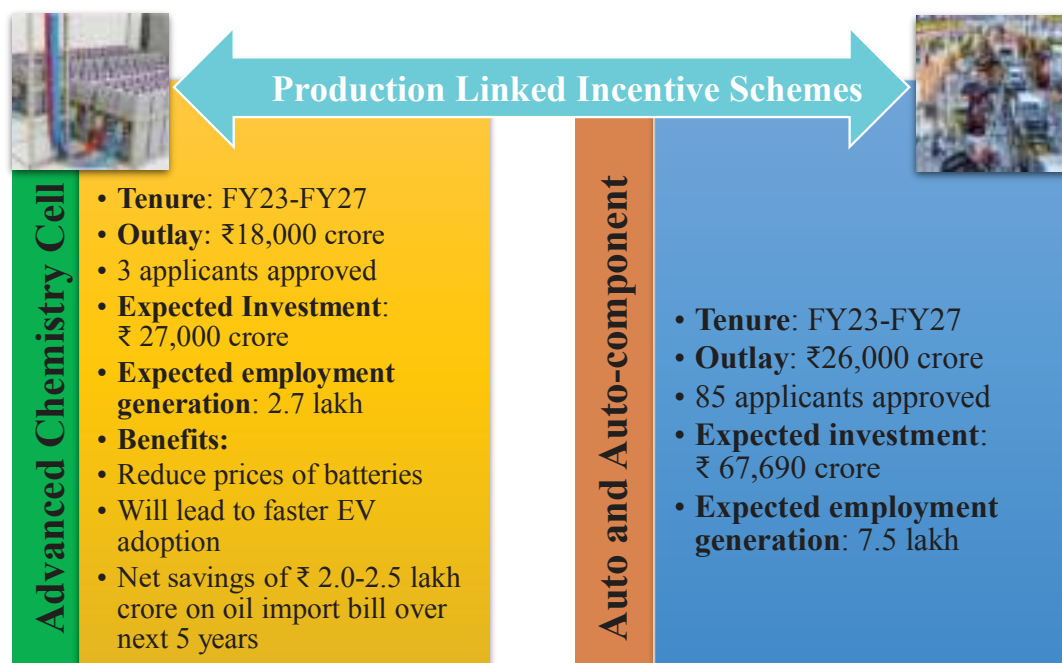 Production Linked Incentive Schemes
Advanced Chemistry Cell
• Tenure: FY23-FY27
• Outlay: ₹18,000 crore
• 3 applicants approved
• Expected Investment:
₹ 27,000 crore
• Expected employment
generation: 2.7 lakh
• Benefits:
• Reduce prices of batteries
• Will lead to faster EV
adoption
• Net savings of ₹ 2.0-2.5 lakh
crore on oil import bill over
next 5 years
Auto and Auto-component
• Tenure: FY23-FY27
• Outlay: ₹26,000 crore
• 85 applicants approved
• Expected investment:
₹ 67,690 crore
• Expected employment
generation: 7.5 lakh